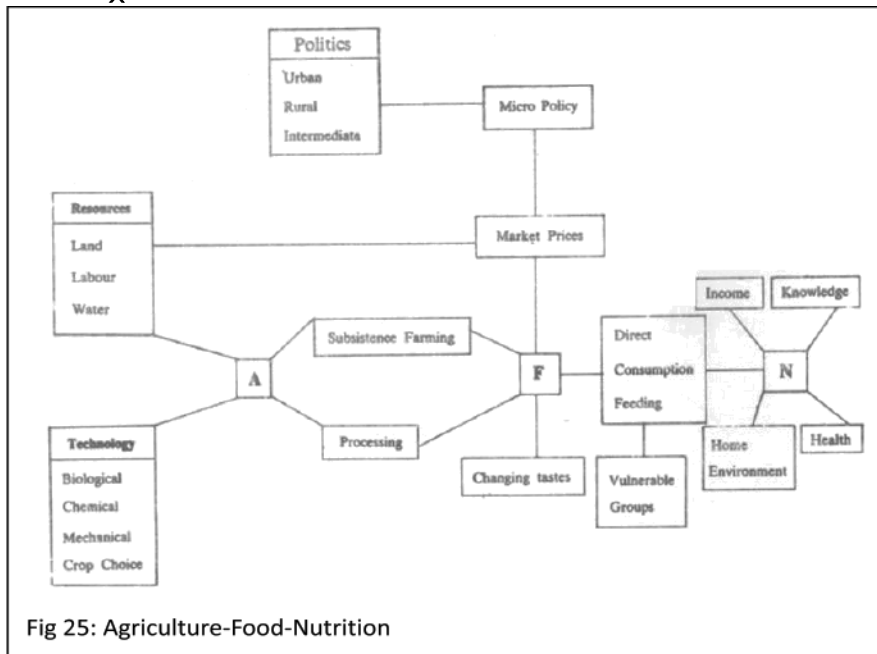 Politics
Urban
Rural
Intermediate
Micro Policy
Resources
Land
Labour
Water
Market Prices
Income
Knowledge
Subsistence Farming
Direct
Consumption
Feeding
A
F
N
Technology
Biological
Chemical
Mechanical
Crop Choice
Processing
Changing tastes
Vulnerable
Groups
Home
Environment
Health
Fig 25: Agriculture-Food-Nutrition